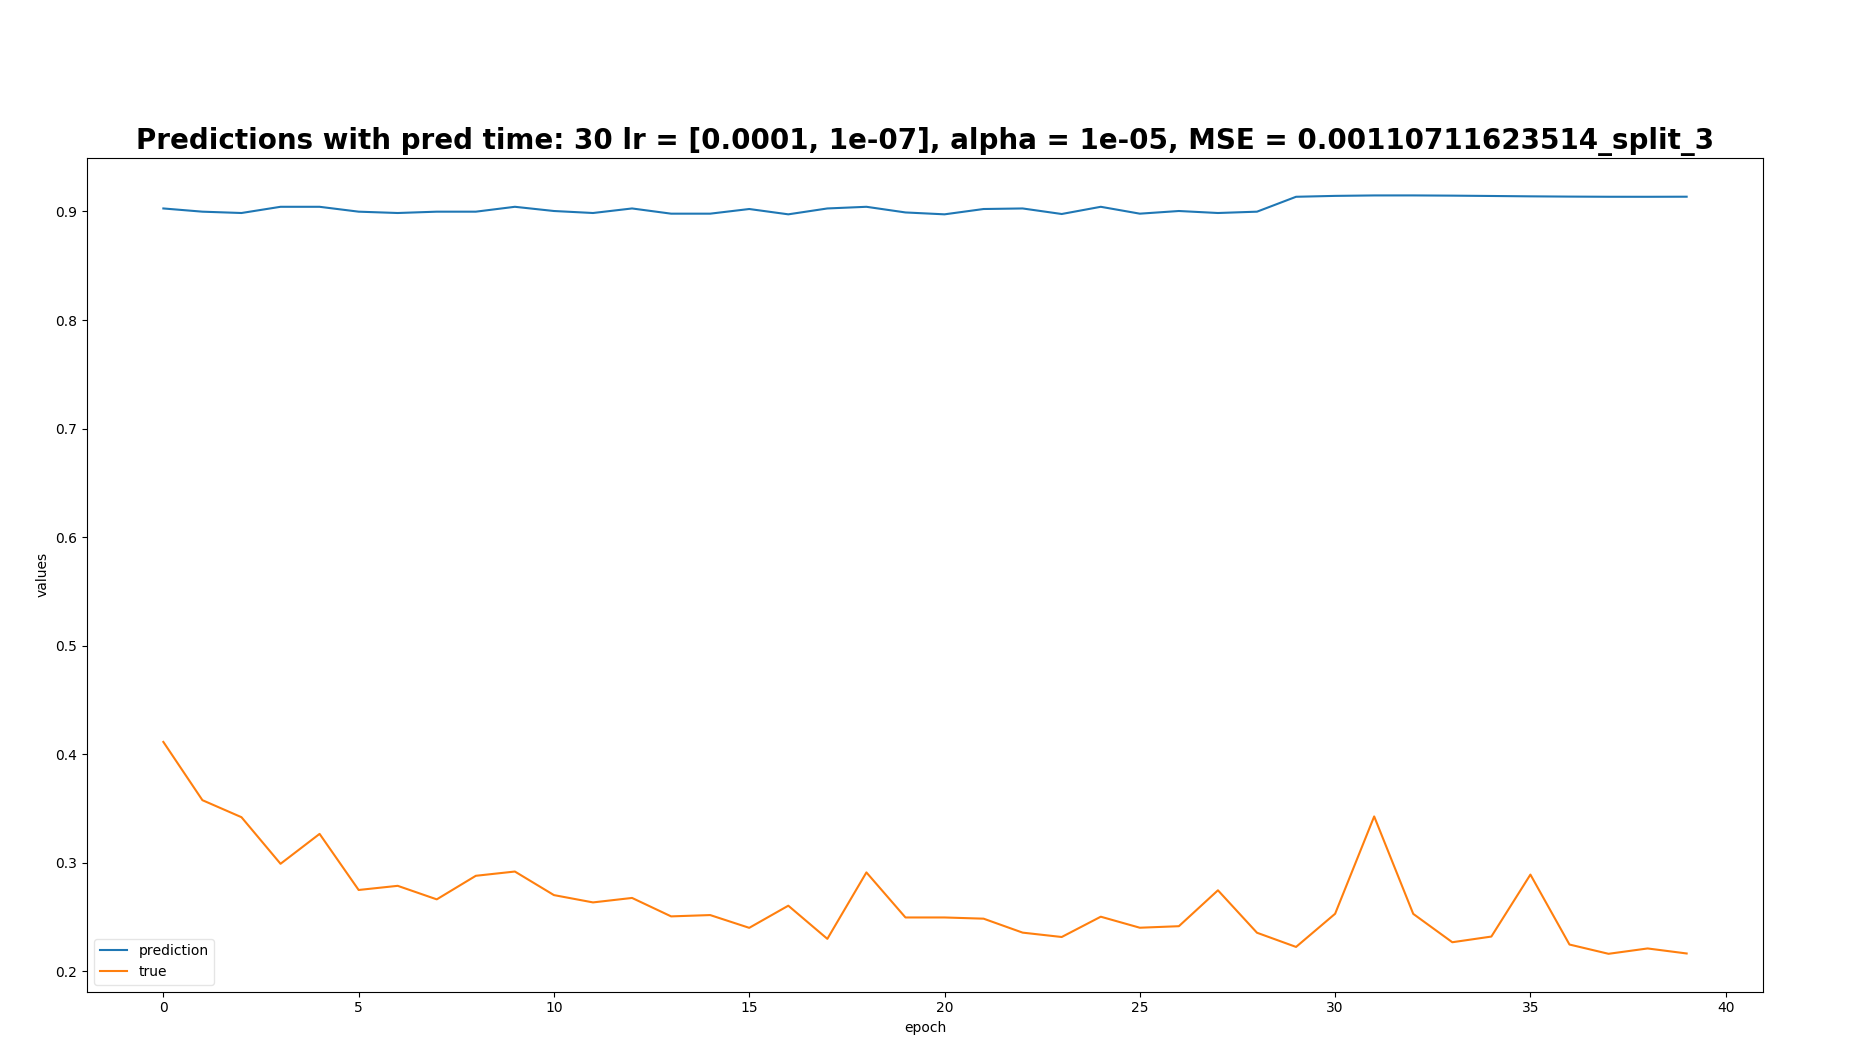 Predictions with pred time: 30 lr = [0.0001, 1e-07], alpha = 1e-05, MSE = 0.00110711623514_split_3
0.9
0.8
0.7
0.6
0.5
0.4
0.3
0.2
values
prediction
true
0 5 10 15 20 25 30 35 40
epoch